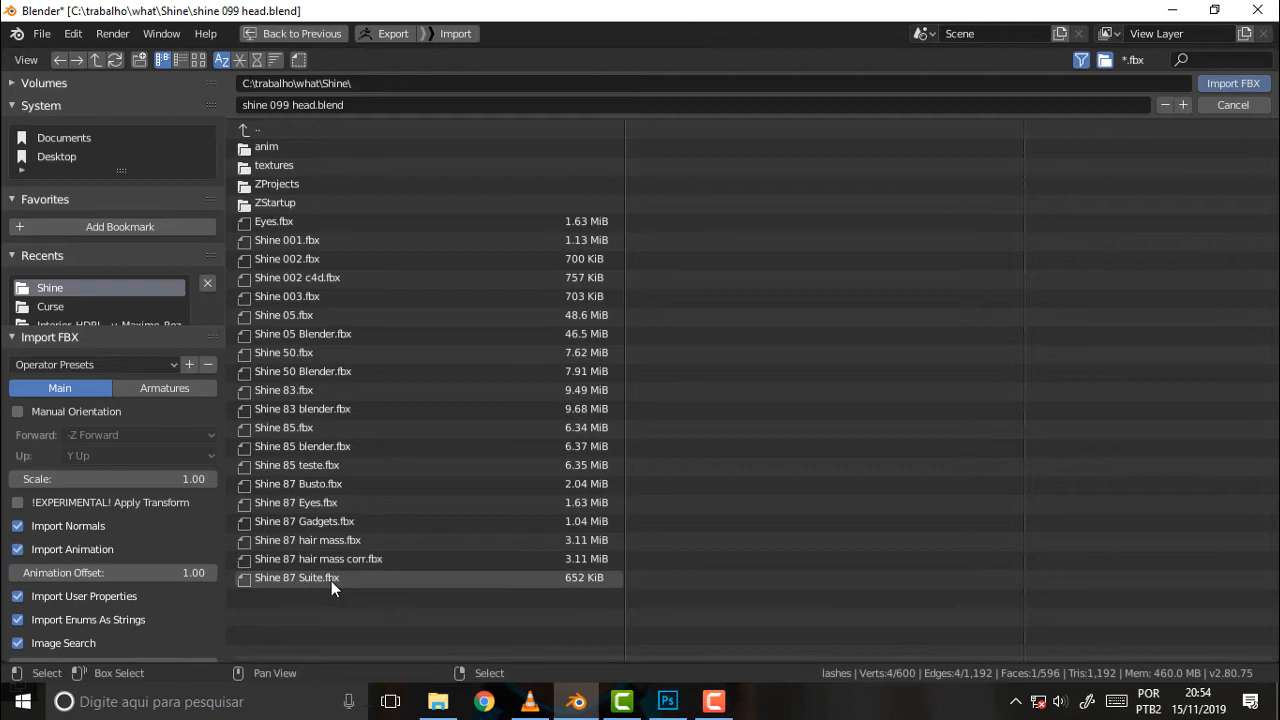 Blender* [C:\trabalho\what\Shine\shine 099 head.blend]
File Edit Render Window Help Back to Previous Export Import Scene View Layer
View *.fbx
Volumes
C:\trabalho\what\Shine\ Import FBX
System
shine 099 head.blend Cancel
Documents
Desktop
Favorites
Add Bookmark
Recents
Shine
Curse
Import FBX
Operator Presets
Main Armatures
Manual Orientation
Forward: -Z Forward
Up: Y Up
Scale: 1.00
!EXPERIMENTAL! Apply Transform
Import Normals
Import Animation
Animation Offset: 1.00
Import User Properties
Import Enums As Strings
Image Search
..
anim
textures
ZProjects
ZStartup
Eyes.fbx 1.63 MiB
Shine 001.fbx 1.13 MiB
Shine 002.fbx 700 KiB
Shine 002 c4d.fbx 757 KiB
Shine 003.fbx 703 KiB
Shine 05.fbx 48.6 MiB
Shine 05 Blender.fbx 46.5 MiB
Shine 50.fbx 7.62 MiB
Shine 50 Blender.fbx 7.91 MiB
Shine 83.fbx 9.49 MiB
Shine 83 blender.fbx 9.68 MiB
Shine 85.fbx 6.34 MiB
Shine 85 blender.fbx 6.37 MiB
Shine 85 teste.fbx 6.35 MiB
Shine 87 Busto.fbx 2.04 MiB
Shine 87 Eyes.fbx 1.63 MiB
Shine 87 Gadgets.fbx 1.04 MiB
Shine 87 hair mass.fbx 3.11 MiB
Shine 87 hair mass corr.fbx 3.11 MiB
Shine 87 Suite.fbx 652 KiB
Select Box Select Pan View Select lashes | Verts:4/600 | Edges:4/1,192 | Faces:1/596 | Tris:1,192 | Mem: 460.0 MB | v2.80.75
Digite aqui para pesquisar
POR 20:54
PTB2 15/11/2019